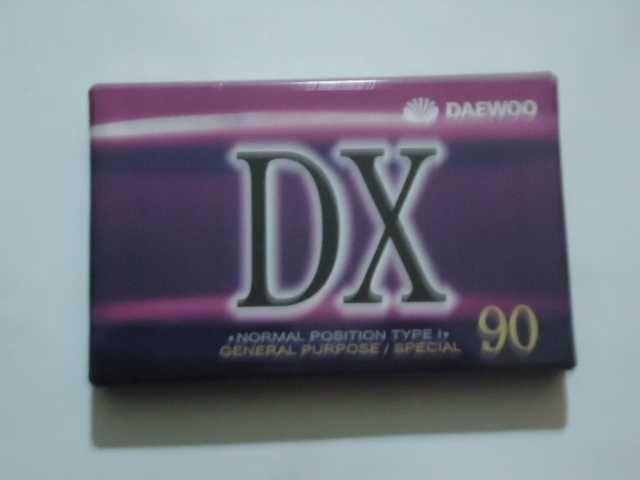 DAEWOO
DX
•NORMAL POSITION TYPE I•
GENERAL PURPOSE / SPECIAL
90